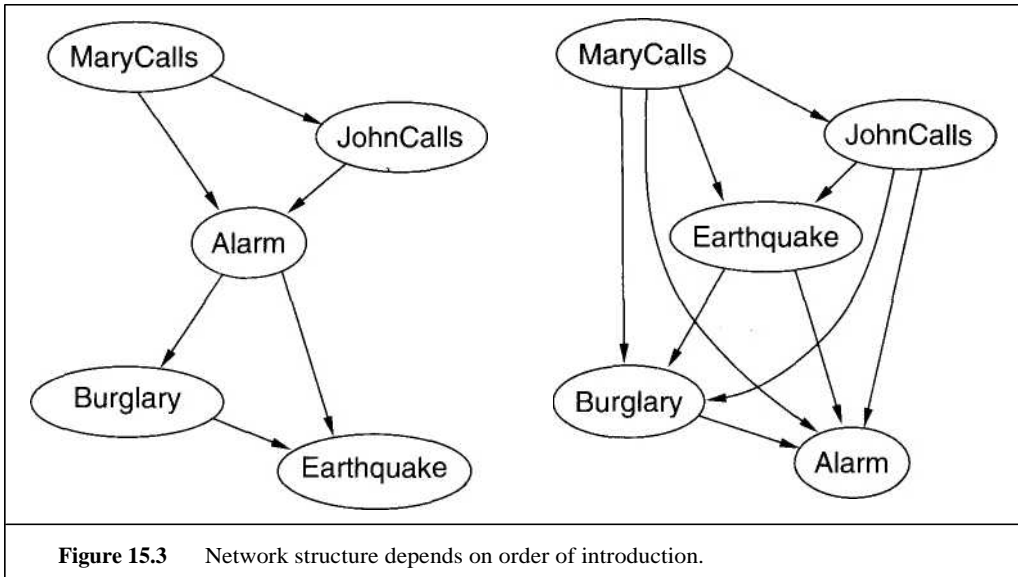 MaryCalls
JohnCalls
Alarm
Burglary
Earthquake
MaryCalls
JohnCalls
Earthquake
Burglary
Alarm
Figure 15.3 Network structure depends on order of introduction.